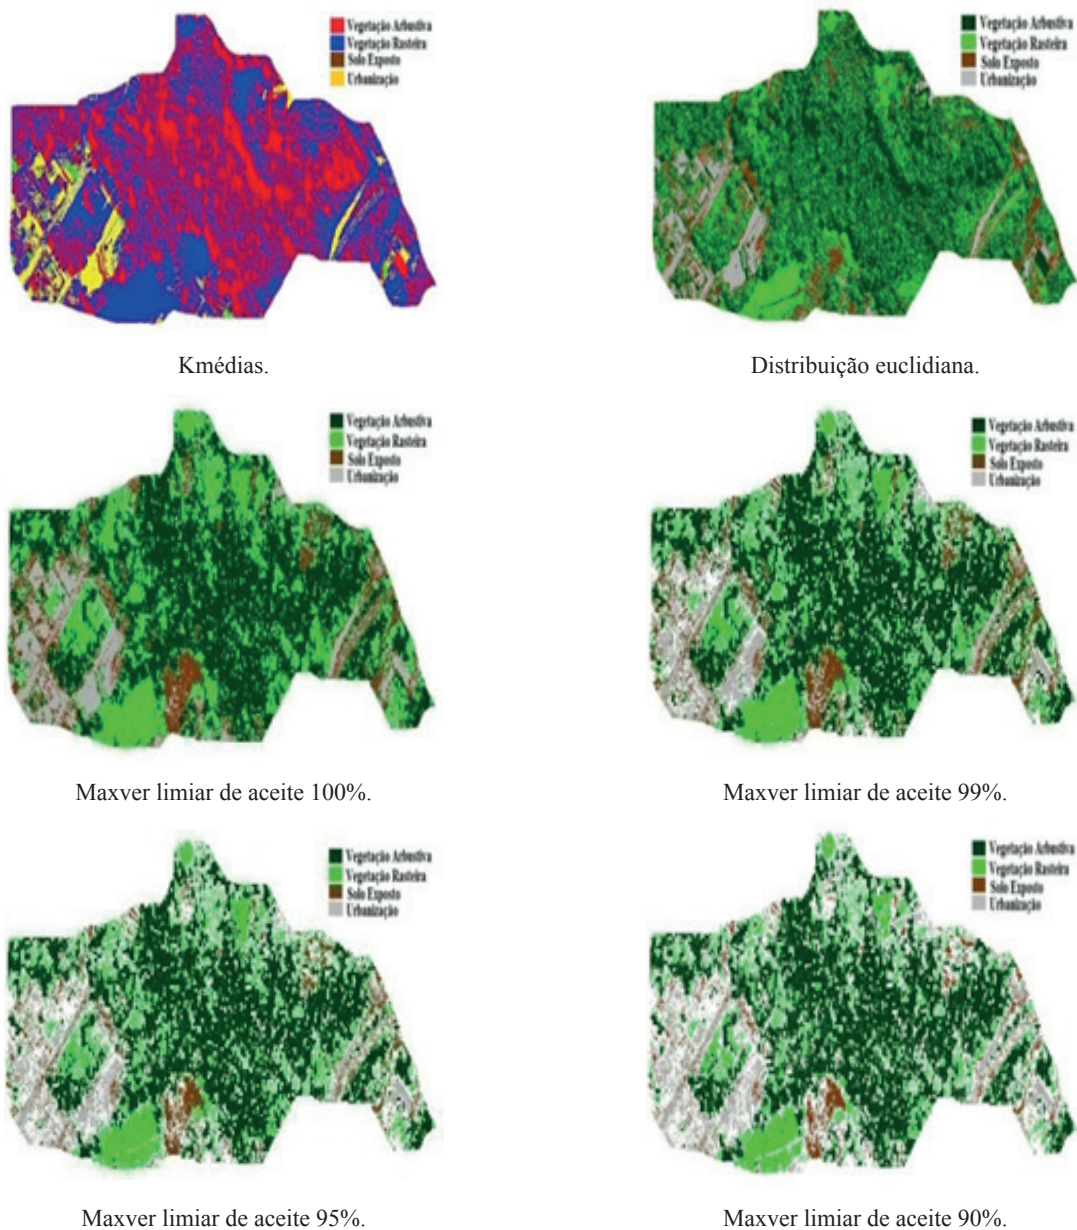 Vegetação Arbustiva
Vegetação Rasteira
Solo Exposto
Urbanização
Vegetação Arbustiva
Vegetação Rasteira
Solo Exposto
Urbanização
Kmédias.
Distribuição euclidiana.
Vegetação Arbustiva
Vegetação Rasteira
Solo Exposto
Urbanização
Vegetação Arbustiva
Vegetação Rasteira
Solo Exposto
Urbanização
Maxver limiar de aceite 100%.
Maxver limiar de aceite 99%.
Vegetação Arbustiva
Vegetação Rasteira
Solo Exposto
Urbanização
Vegetação Arbustiva
Vegetação Rasteira
Solo Exposto
Urbanização
Maxver limiar de aceite 95%.
Maxver limiar de aceite 90%.